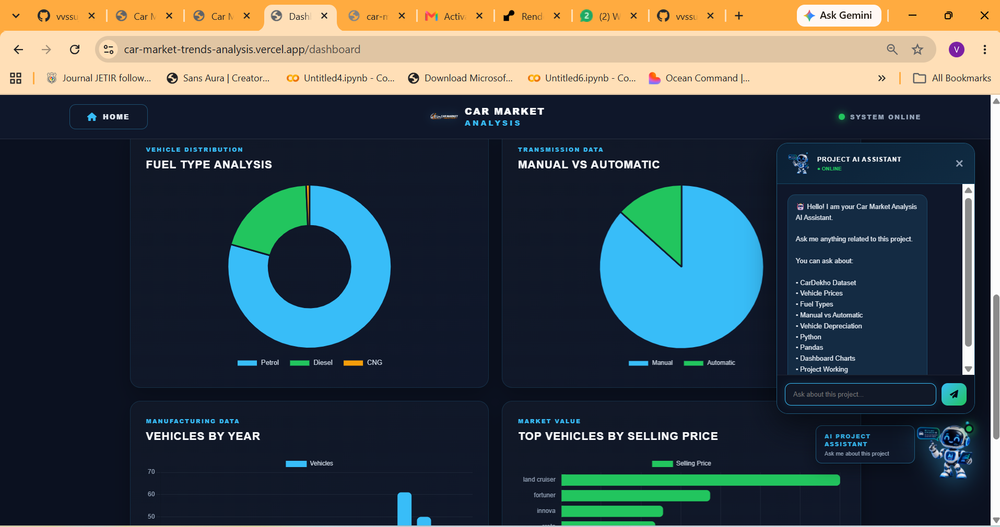 vvssu
Car M
Car M
Dash
car-m
Activ
Rend
(2) W
vvssu
Ask Gemini
car-market-trends-analysis.vercel.app/dashboard
V
Journal JETIR follow...
Sans Aura | Creator...
Untitled4.ipynb - Co...
Download Microsof...
Untitled6.ipynb - Co...
Ocean Command |...
All Bookmarks
HOME
CAR MARKET
ANALYSIS
SYSTEM ONLINE
VEHICLE DISTRIBUTION
FUEL TYPE ANALYSIS
Petrol
Diesel
CNG
TRANSMISSION DATA
MANUAL VS AUTOMATIC
Manual
Automatic
PROJECT AI ASSISTANT
● ONLINE
Hello! I am your Car Market Analysis
AI Assistant.
Ask me anything related to this project.
You can ask about:
• CarDekho Dataset
• Vehicle Prices
• Fuel Types
• Manual vs Automatic
• Vehicle Depreciation
• Python
• Pandas
• Dashboard Charts
• Project Working
Ask about this project...
MANUFACTURING DATA
VEHICLES BY YEAR
Vehicles
70
60
50
MARKET VALUE
TOP VEHICLES BY SELLING PRICE
Selling Price
land cruiser
fortuner
innova
AI PROJECT
ASSISTANT
Ask me about this project
AI